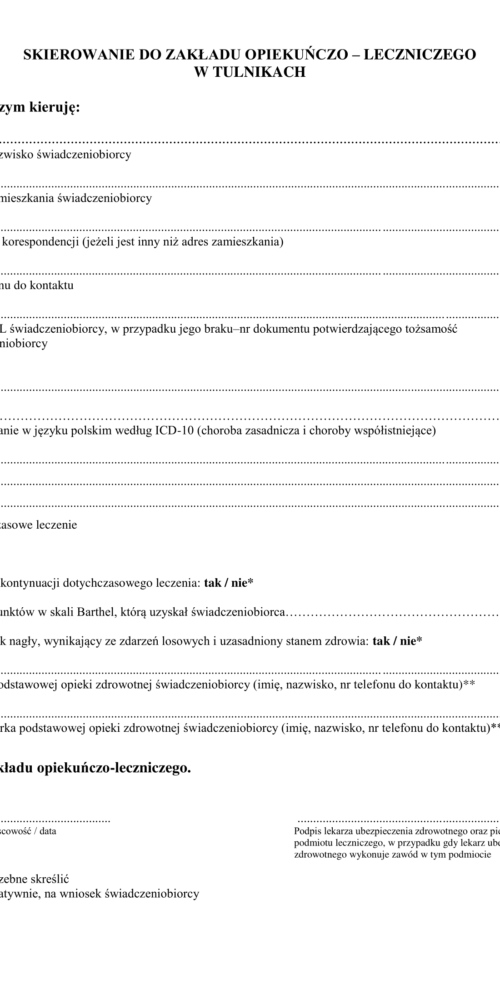 SKIEROWANIE DO ZAKŁADU OPIEKUŃCZO – LECZNICZEGO
W TULNIKACH
zym kieruję:
zwisko świadczeniobiorcy
mieszkania świadczeniobiorcy
korespondencji (jeżeli jest inny niż adres zamieszkania)
nu do kontaktu
L świadczeniobiorcy, w przypadku jego braku–nr dokumentu potwierdzającego tożsamość
niobiorcy
anie w języku polskim według ICD-10 (choroba zasadnicza i choroby współistniejące)
zasowe leczenie
kontynuacji dotychczasowego leczenia: tak / nie*
unktów w skali Barthel, którą uzyskał świadczeniobiorca
k nagły, wynikający ze zdarzeń losowych i uzasadniony stanem zdrowia: tak / nie*
odstawowej opieki zdrowotnej świadczeniobiorcy (imię, nazwisko, nr telefonu do kontaktu)**
rka podstawowej opieki zdrowotnej świadczeniobiorcy (imię, nazwisko, nr telefonu do kontaktu)**
kładu opiekuńczo-leczniczego.
scowość / data
Podpis lekarza ubezpieczenia zdrowotnego oraz pie
podmiotu leczniczego, w przypadku gdy lekarz ube
zdrowotnego wykonuje zawód w tym podmiocie
zebne skreślić
atywnie, na wniosek świadczeniobiorcy